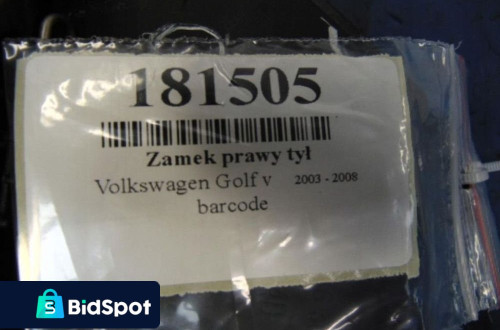 181505
Zamek prawy tył
Volkswagen Golf v 2003 - 2008
barcode
BidSpot